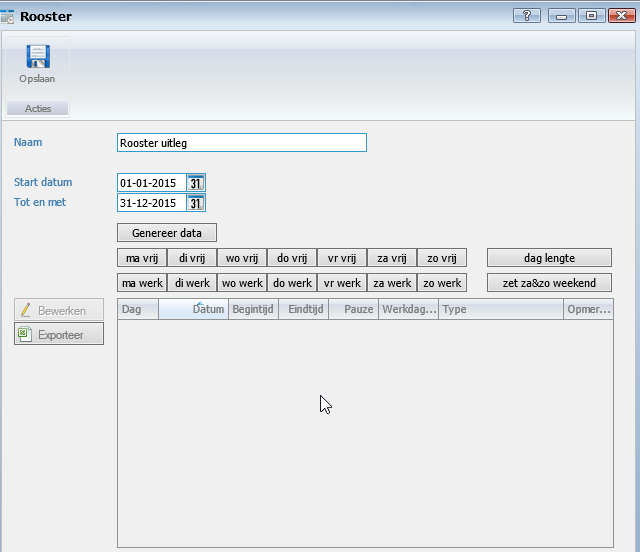 Rooster
?
Opslaan
Acties
Naam
Rooster uitleg
Start datum
01-01-2015
31
Tot en met
31-12-2015
31
Genereer data
ma vrij di vrij wo vrij do vrij vr vrij za vrij zo vrij dag lengte
ma werk di werk wo werk do werk vr werk za werk zo werk zet za&zo weekend
Bewerken
Exporteer
Dag Datum Begintijd Eindtijd Pauze Werkdag... Type Opmer...